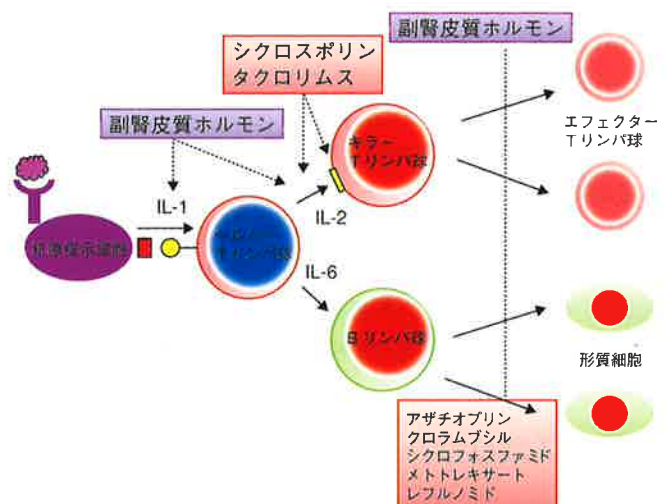 副腎皮質ホルモン
シクロスポリン
タクロリムス
副腎皮質ホルモン
エフェクター
Tリンパ球
キラー
Tリンパ球
IL-1
IL-2
抗原提示細胞
ヘルパー
Tリンパ球
IL-6
Bリンパ球
形質細胞
アザチオプリン
クロラムブシル
シクロフォスファミド
メトトレキサート
レフルノミド